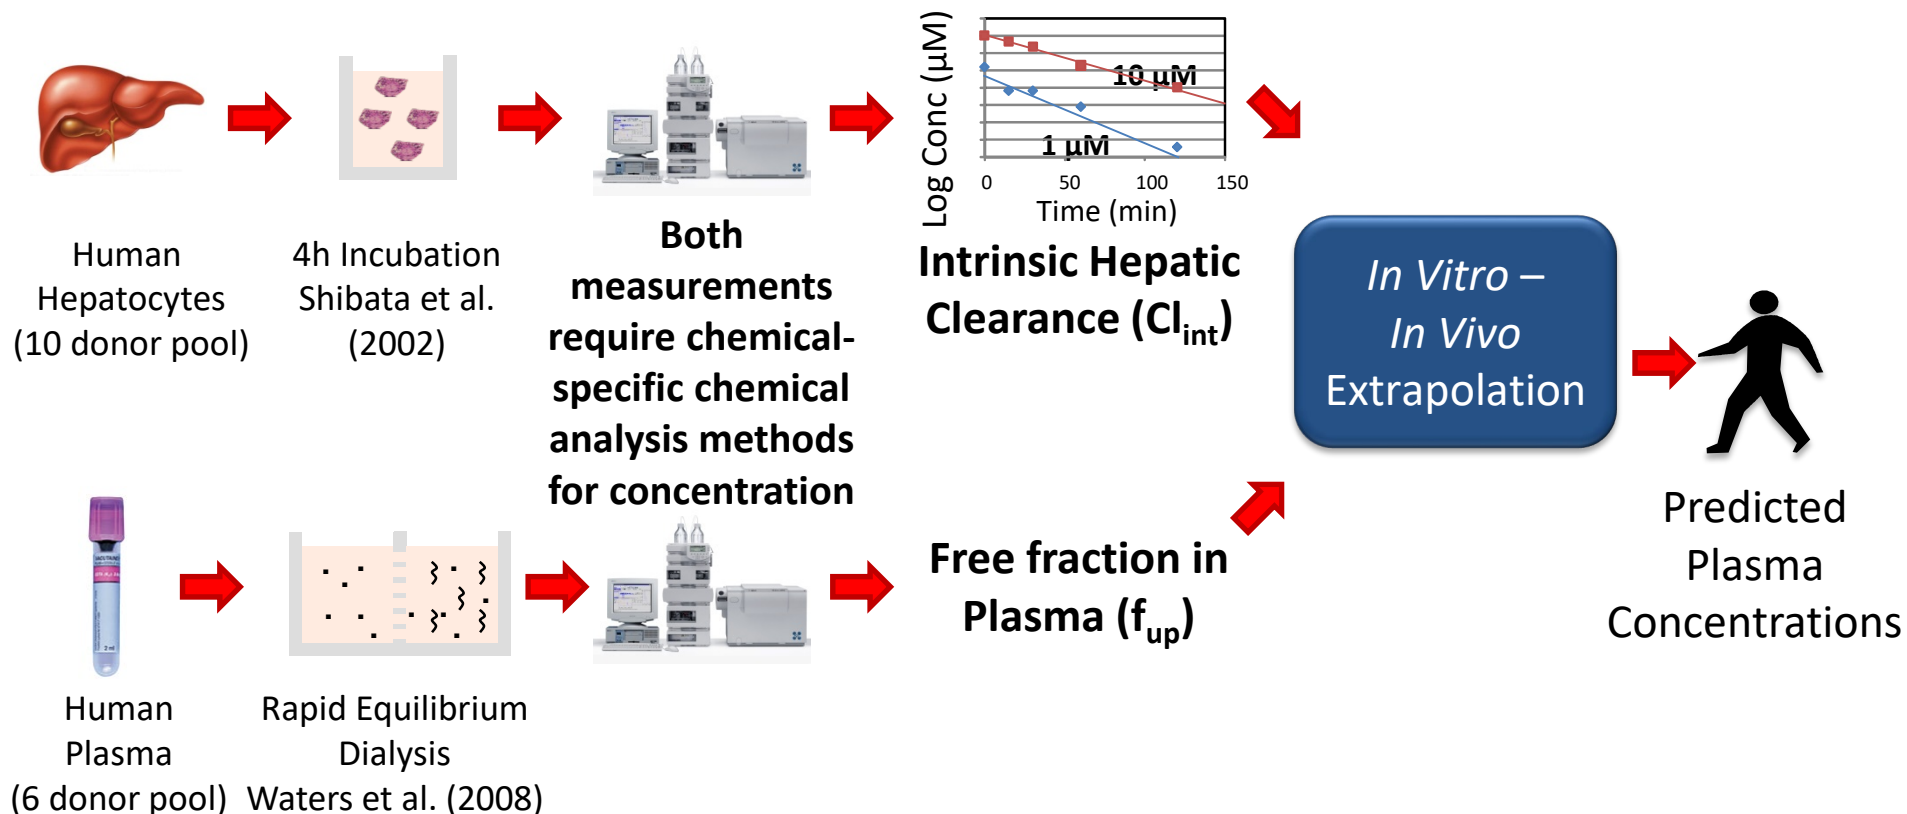 Log Conc (µM)
10 µM
1 µM
0 50 100 150
Time (min)
Human
Hepatocytes
(10 donor pool)
4h Incubation
Shibata et al.
(2002)
Both
measurements
require chemical-
specific chemical
analysis methods
for concentration
Intrinsic Hepatic
Clearance (Clint)
In Vitro –
In Vivo
Extrapolation
Human
Plasma
(6 donor pool)
Rapid Equilibrium
Dialysis
Waters et al. (2008)
2 ml
Free fraction in
Plasma (fup)
Predicted
Plasma
Concentrations